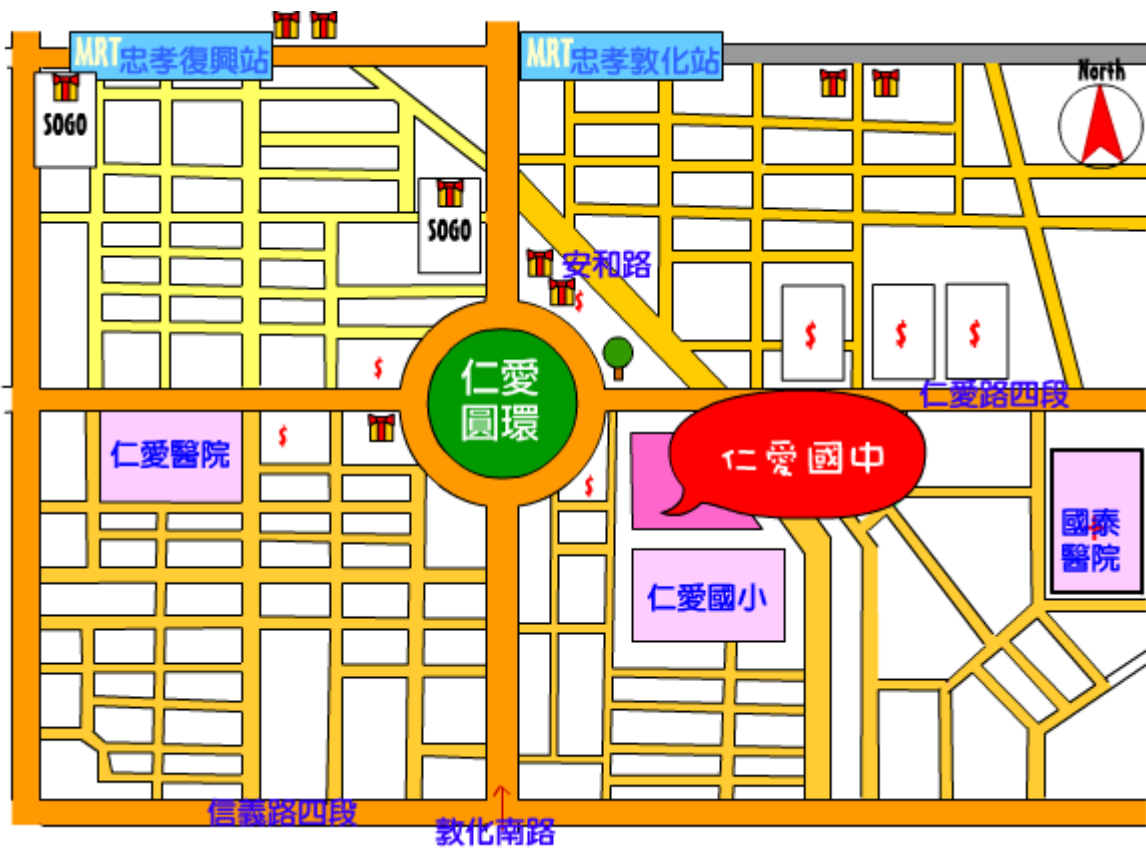 MRT忠孝復興站
MRT忠孝敦化站
North
SOGO
SOGO
安和路
$
$
$
$
$
仁愛
圓環
仁愛路四段
仁愛醫院
$
仁愛國中
$
國泰
醫院
仁愛國小
信義路四段
敦化南路